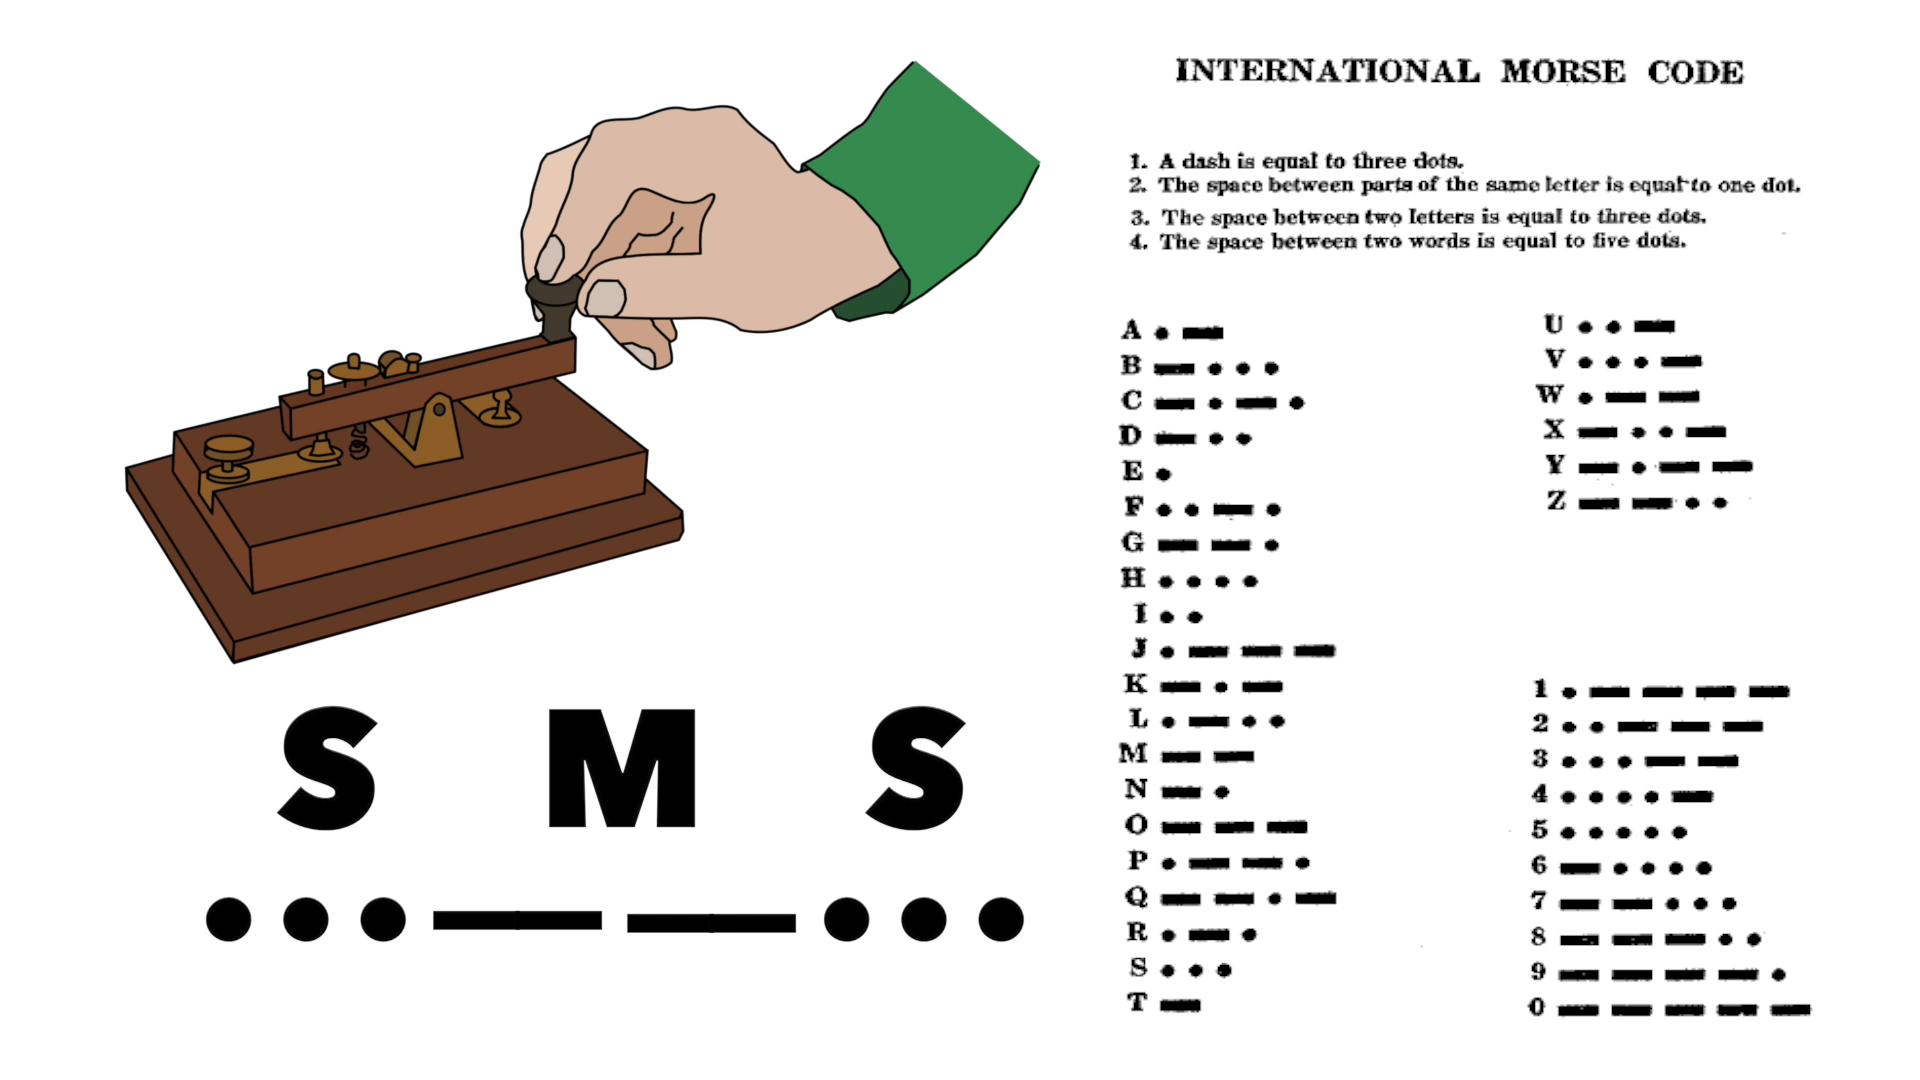 INTERNATIONAL MORSE CODE
1. A dash is equal to three dots.
2. The space between parts of the same letter is equal to one dot.
3. The space between two letters is equal to three dots.
4. The space between two words is equal to five dots.
A • —
B — • • •
C — • — •
D — • •
E •
F • • — •
G — — •
H • • • •
I • •
J • — — —
K — • —
L • — • •
M — —
N — •
O — — —
P • — — •
Q — — • —
R • — •
S • • •
T —
U • • —
V • • • —
W • — —
X — • • —
Y — • — —
Z — — • •
1 • — — — —
2 • • — — —
3 • • • — —
4 • • • • —
5 • • • • •
6 — • • • •
7 — — • • •
8 — — — • •
9 — — — — •
0 — — — — —
S M S
• • • — — • • •